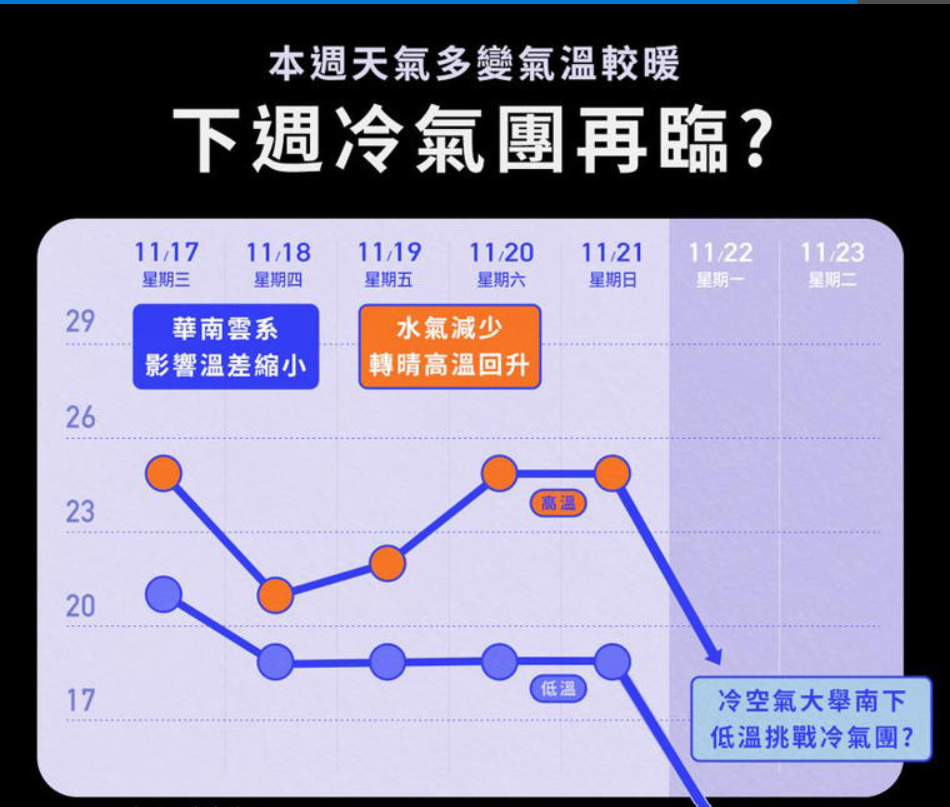 本週天氣多變氣溫較暖
下週冷氣團再臨?
11/17 11/18 11/19 11/20 11/21 11/22 11/23
星期三 星期四 星期五 星期六 星期日 星期一 星期二
29
華南雲系
影響溫差縮小
水氣減少
轉晴高溫回升
26
23
高溫
20
低溫
17
冷空氣大舉南下
低溫挑戰冷氣團?